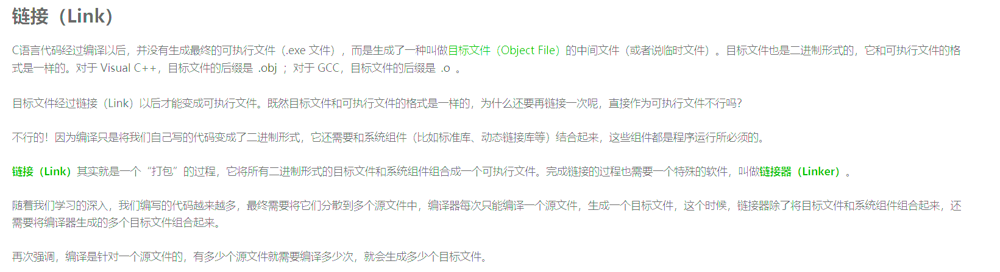 链接（Link）
C语言代码经过编译以后，并没有生成最终的可执行文件（.exe 文件），而是生成了一种叫做目标文件（Object File）的中间文件（或者说临时文件）。目标文件也是二进制形式的，它和可执行文件的格
式是一样的。对于 Visual C++，目标文件的后缀是 .obj ；对于 GCC，目标文件的后缀是 .o 。
目标文件经过链接（Link）以后才能变成可执行文件。既然目标文件和可执行文件的格式是一样的，为什么还要再链接一次呢，直接作为可执行文件不行吗？
不行的！因为编译只是将我们自己写的代码变成了二进制形式，它还需要和系统组件（比如标准库、动态链接库等）结合起来，这些组件都是程序运行所必须的。
链接（Link）其实就是一个“打包”的过程，它将所有二进制形式的目标文件和系统组件组合成一个可执行文件。完成链接的过程也需要一个特殊的软件，叫做链接器（Linker）。
随着我们学习的深入，我们编写的代码越来越多，最终需要将它们分散到多个源文件中，编译器每次只能编译一个源文件，生成一个目标文件，这个时候，链接器除了将目标文件和系统组件组合起来，还
需要将编译器生成的多个目标文件组合起来。
再次强调，编译是针对一个源文件的，有多少个源文件就需要编译多少次，就会生成多少个目标文件。